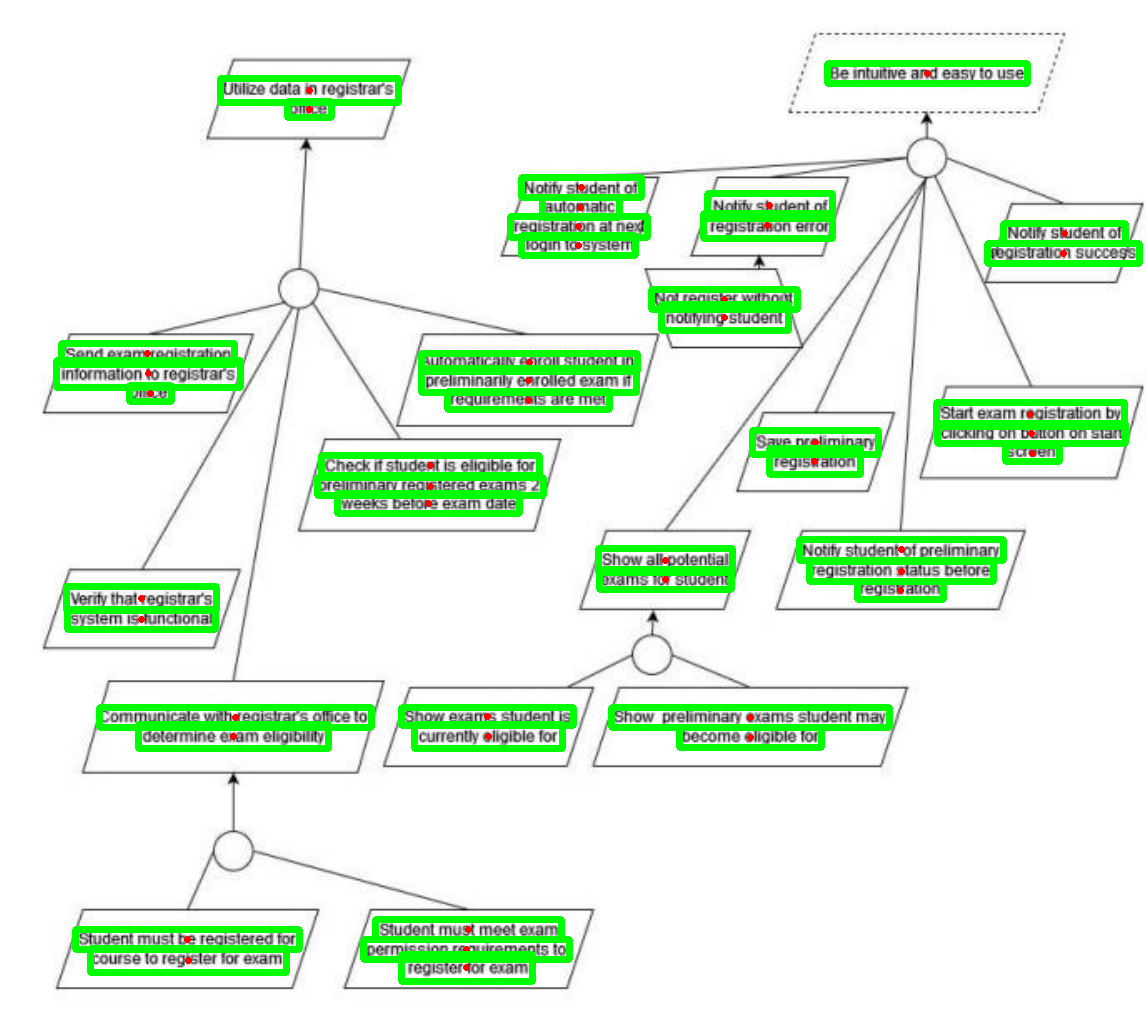 Be intuitive and easy to use
Utilize data in registrar's
office
Notify student of
automatic
registration at next
login to system
Notify student of
registration error
Notify student of
registration success
Not register without
notifying student
Send exam registration
information to registrar's
office
Automatically enroll student in
preliminarily enrolled exam if
requirements are met
Start exam registration by
clicking on button on start
screen
Save preliminary
registration
Check if student is eligible for
preliminary registered exams 2
weeks before exam date
Show all potential
exams for student
Notify student of preliminary
registration status before
registration
Verify that registrar's
system is functional
Communicate with registrar's office to
determine exam eligibility
Show exams student is
currently eligible for
Show preliminary exams student may
become eligible for
Student must be registered for
course to register for exam
Student must meet exam
permission requirements to
register for exam